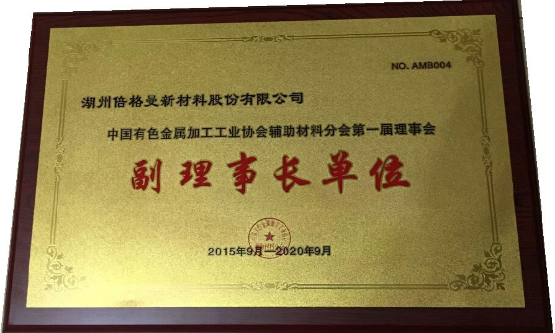 NO. AMB004
湖州倍格曼新材料股份有限公司
中国有色金属加工工业协会辅助材料分会第一届理事会
副理事长单位
2015年9月—2020年9月